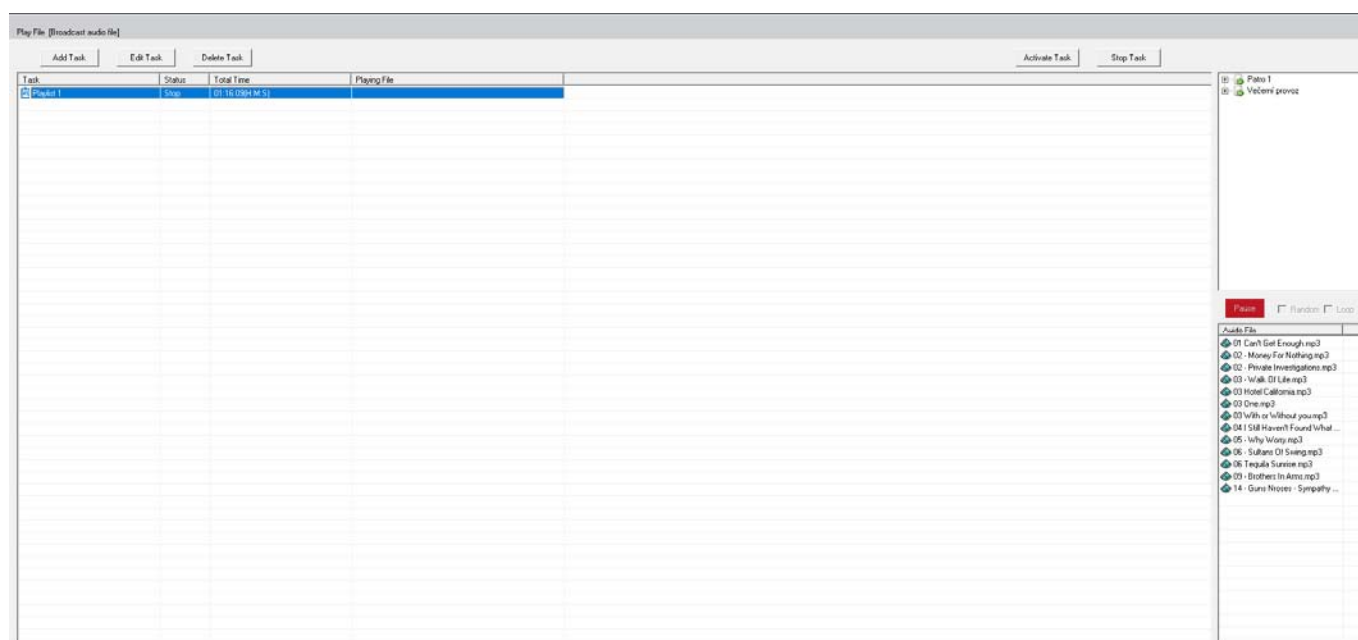 Play File [Broadcast audio file]
Add Task Edit Task Delete Task Activate Task Stop Task
Task Status Total Time Playing File
Playlist 1 Stop 01:16:09(H:M:S)
Patro 1
Večerní provoz
Pause Random Loop
Auido File
01 Can't Get Enough.mp3
02 - Money For Nothing.mp3
02 - Private Investigations.mp3
03 - Walk Of Life.mp3
03 Hotel California.mp3
03 One.mp3
03 With or Without you.mp3
04 I Still Haven't Found What ...
05 - Why Worry.mp3
06 - Sultans Of Swing.mp3
06 Tequila Sunrise.mp3
09 - Brothers In Arms.mp3
14 - Guns Nroses - Sympathy ...